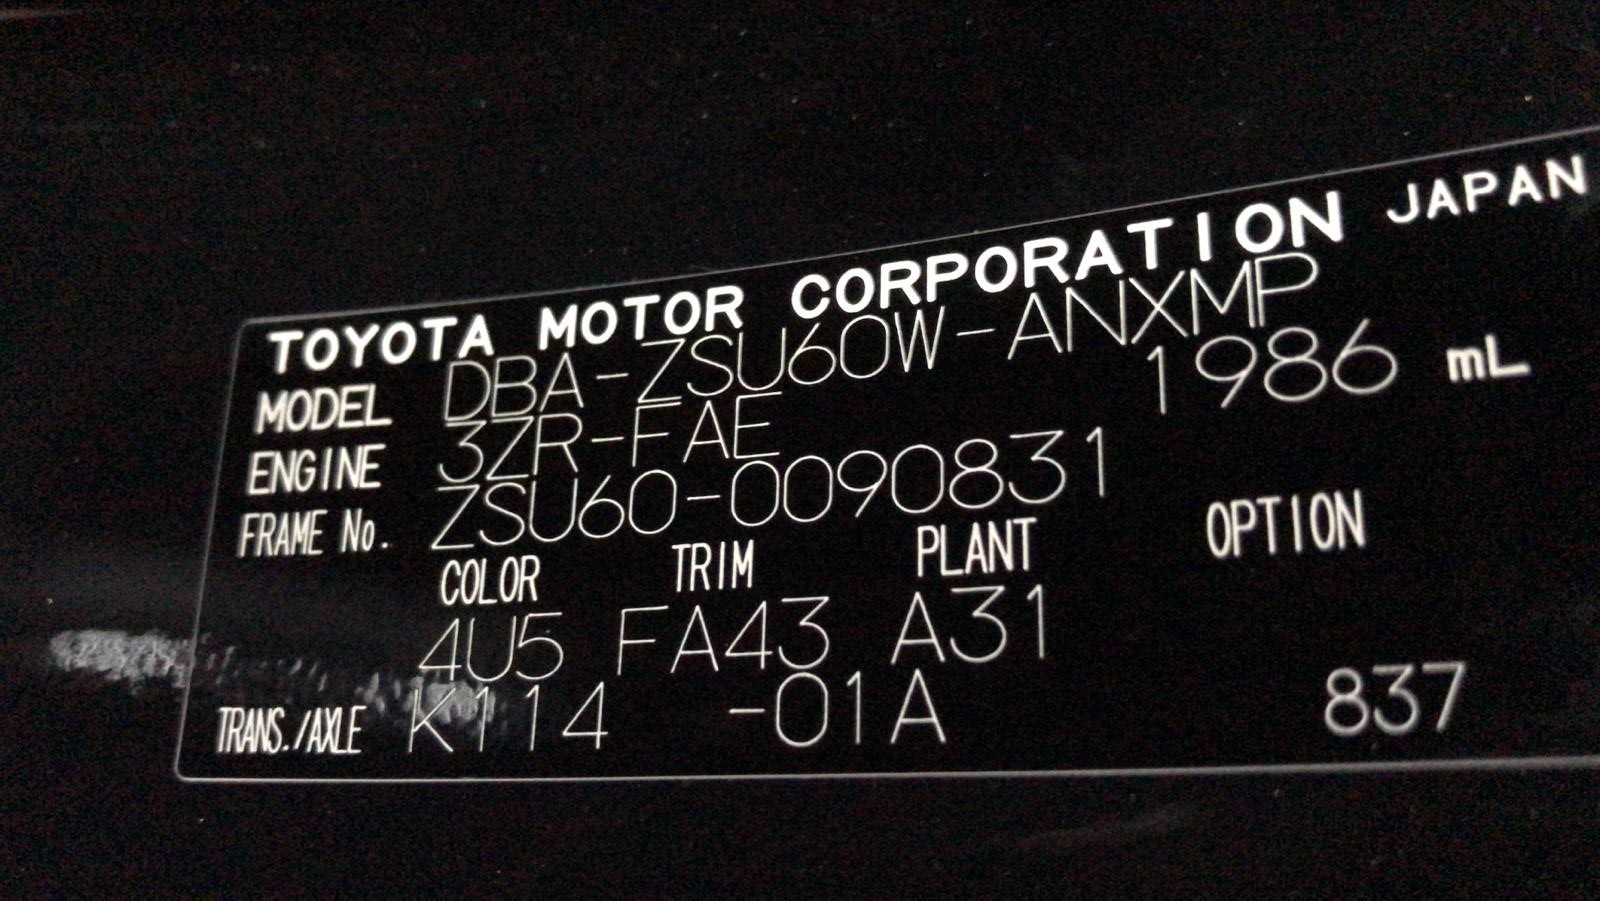 TOYOTA MOTOR CORPORATION JAPAN
MODEL DBA-ZSU60W-ANXMP
ENGINE 3ZR-FAE 1986 mL
FRAME No. ZSU60-0090831
COLOR TRIM PLANT OPTION
4U5 FA43 A31
TRANS./AXLE K114 -01A 837